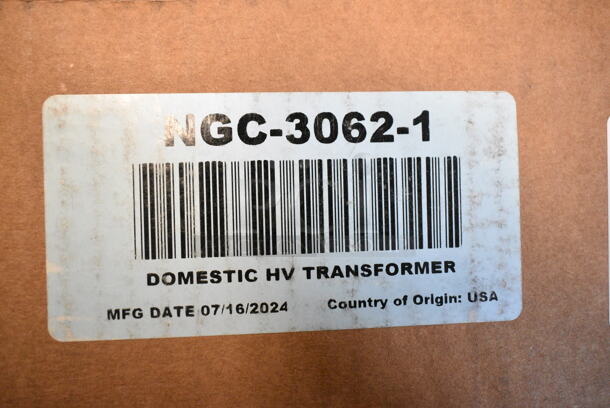 NGC-3062-1
DOMESTIC HV TRANSFORMER
MFG DATE 07/16/2024 Country of Origin: USA